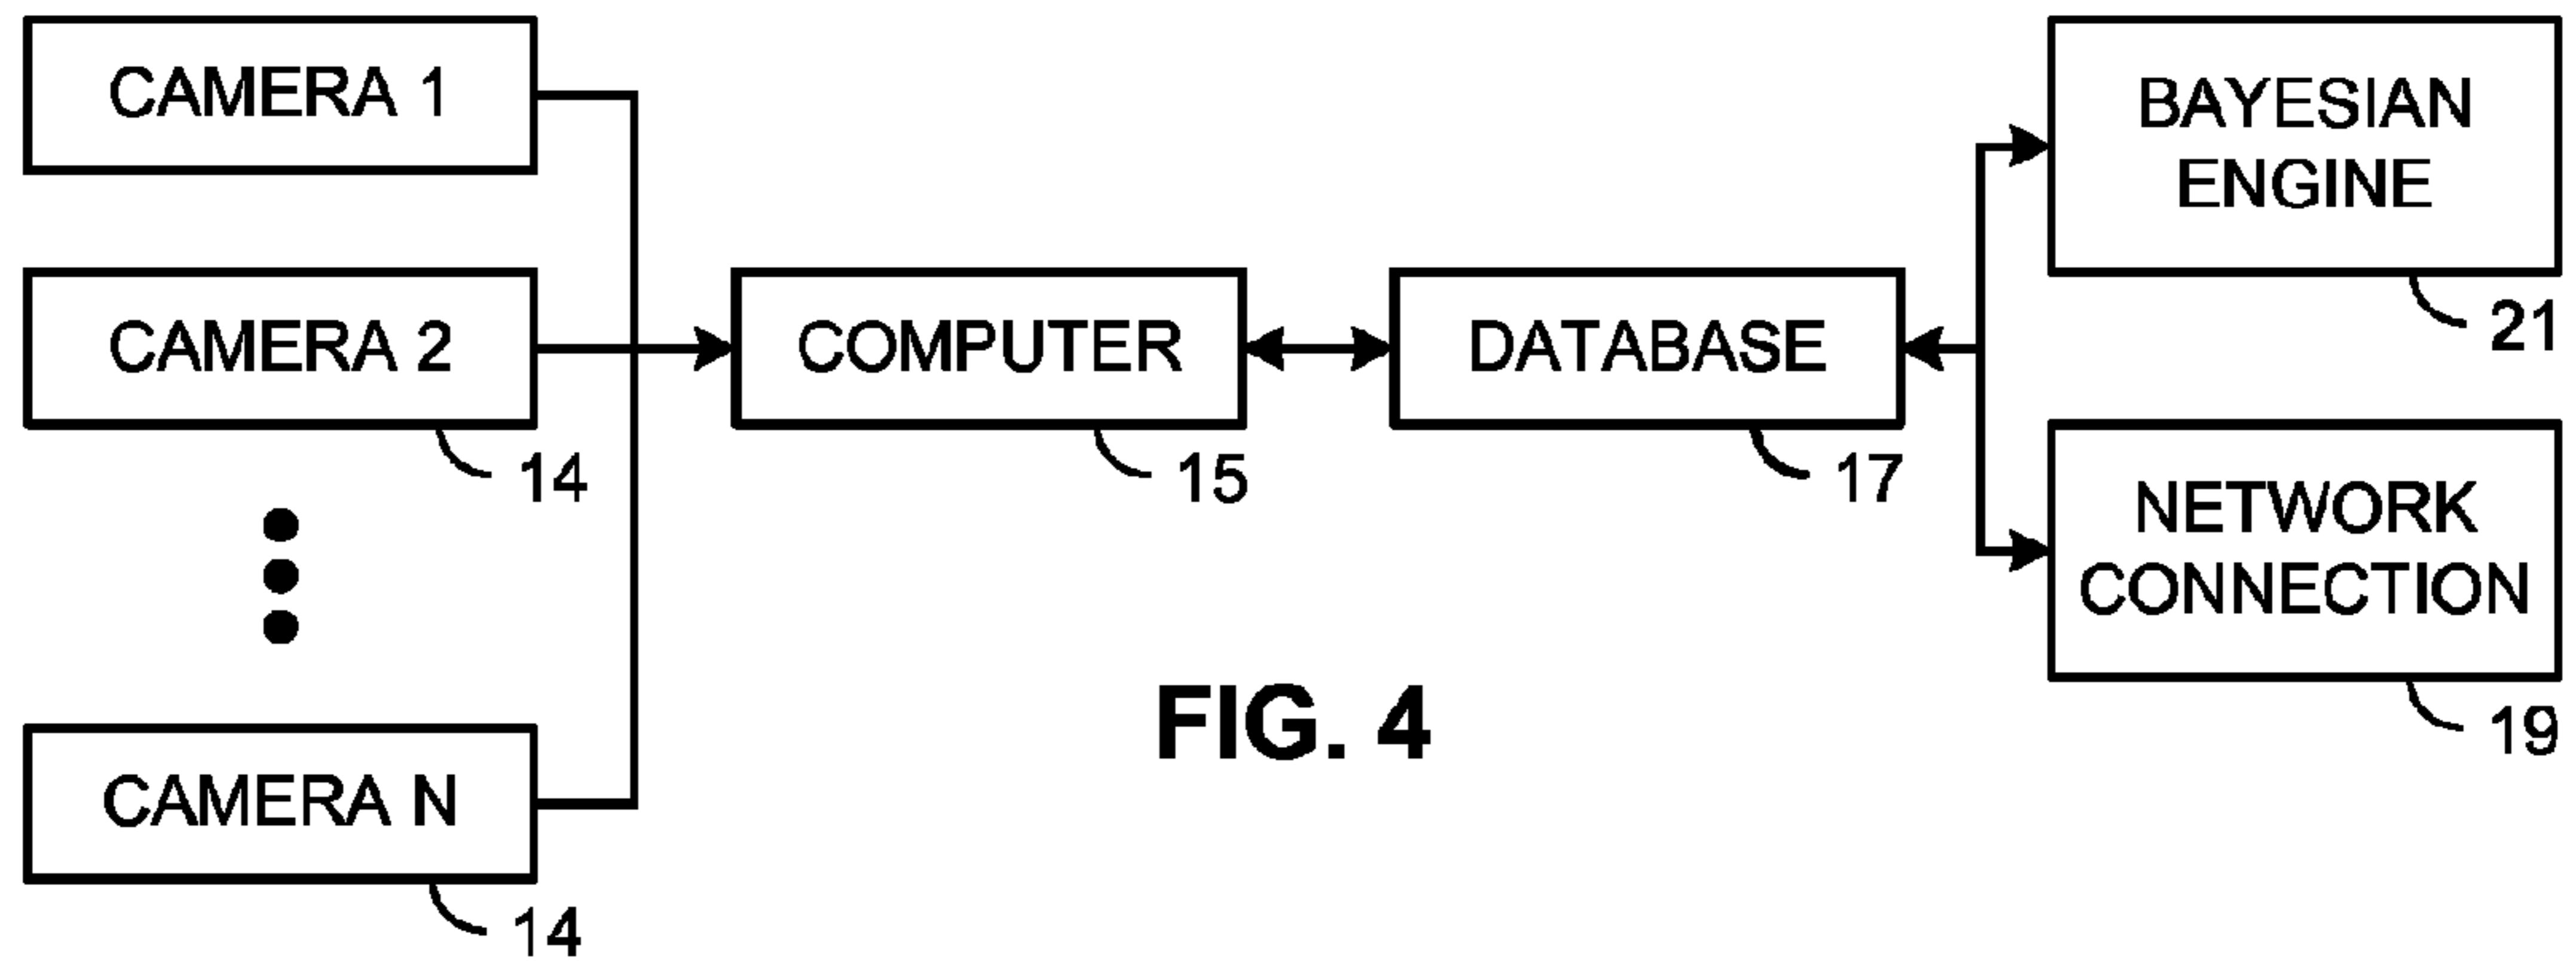 CAMERA 1
CAMERA 2
14
CAMERA N
14
COMPUTER
15
DATABASE
17
BAYESIAN
ENGINE
21
NETWORK
CONNECTION
19
FIG. 4